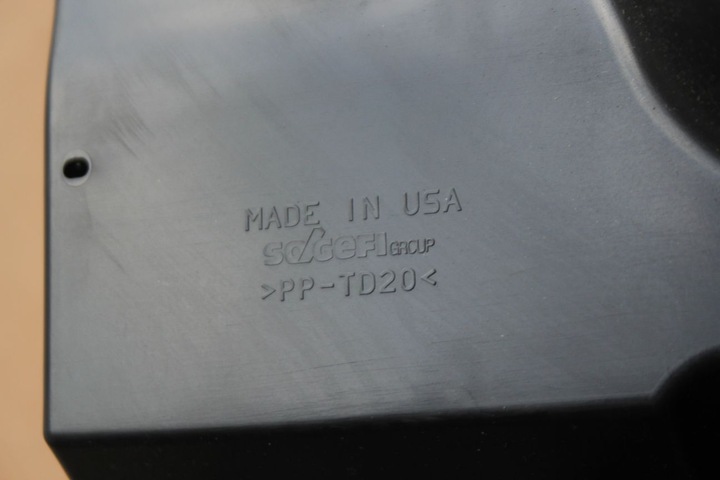 MADE IN USA
SOGEFI GROUP
>PP-TD20<